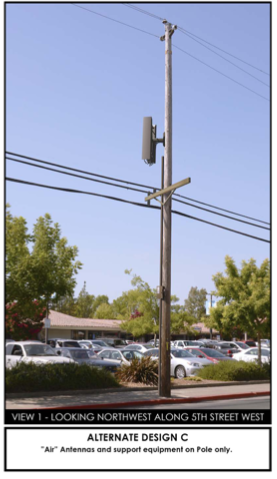 VIEW 1 - LOOKING NORTHWEST ALONG 5TH STREET WEST
ALTERNATE DESIGN C
"Air" Antennas and support equipment on Pole only.